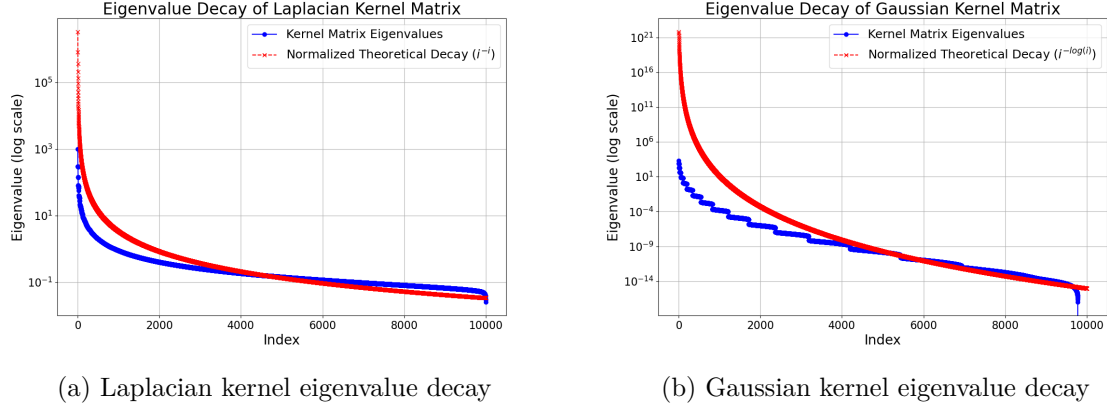 Eigenvalue Decay of Laplacian Kernel Matrix
Kernel Matrix Eigenvalues
Normalized Theoretical Decay (i^{-i})
Eigenvalue (log scale)
10^5
10^3
10^1
10^{-1}
0
2000
4000
6000
8000
10000
Index
(a) Laplacian kernel eigenvalue decay
Eigenvalue Decay of Gaussian Kernel Matrix
Kernel Matrix Eigenvalues
Normalized Theoretical Decay (i^{-log(i)})
Eigenvalue (log scale)
10^{21}
10^{16}
10^{11}
10^6
10^1
10^{-4}
10^{-9}
10^{-14}
0
2000
4000
6000
8000
10000
Index
(b) Gaussian kernel eigenvalue decay